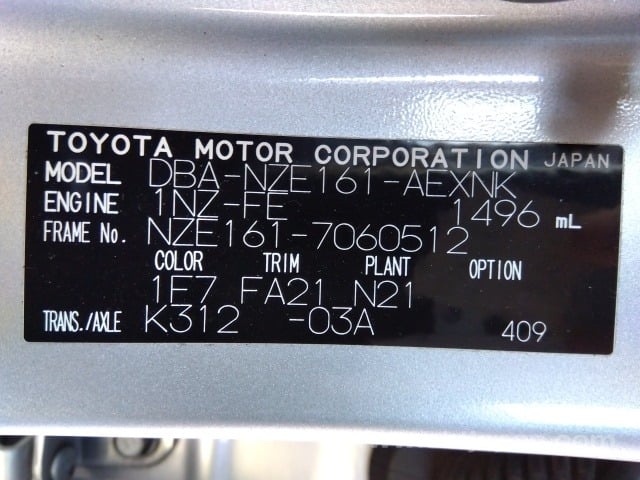 TOYOTA MOTOR CORPORATION JAPAN
MODEL DBA-NZE161-AEXNK
ENGINE 1NZ-FE 1496 mL
FRAME No. NZE161-7060512
COLOR TRIM PLANT OPTION
1F7 FA21 N21
TRANS./AXLE K312 -03A 409